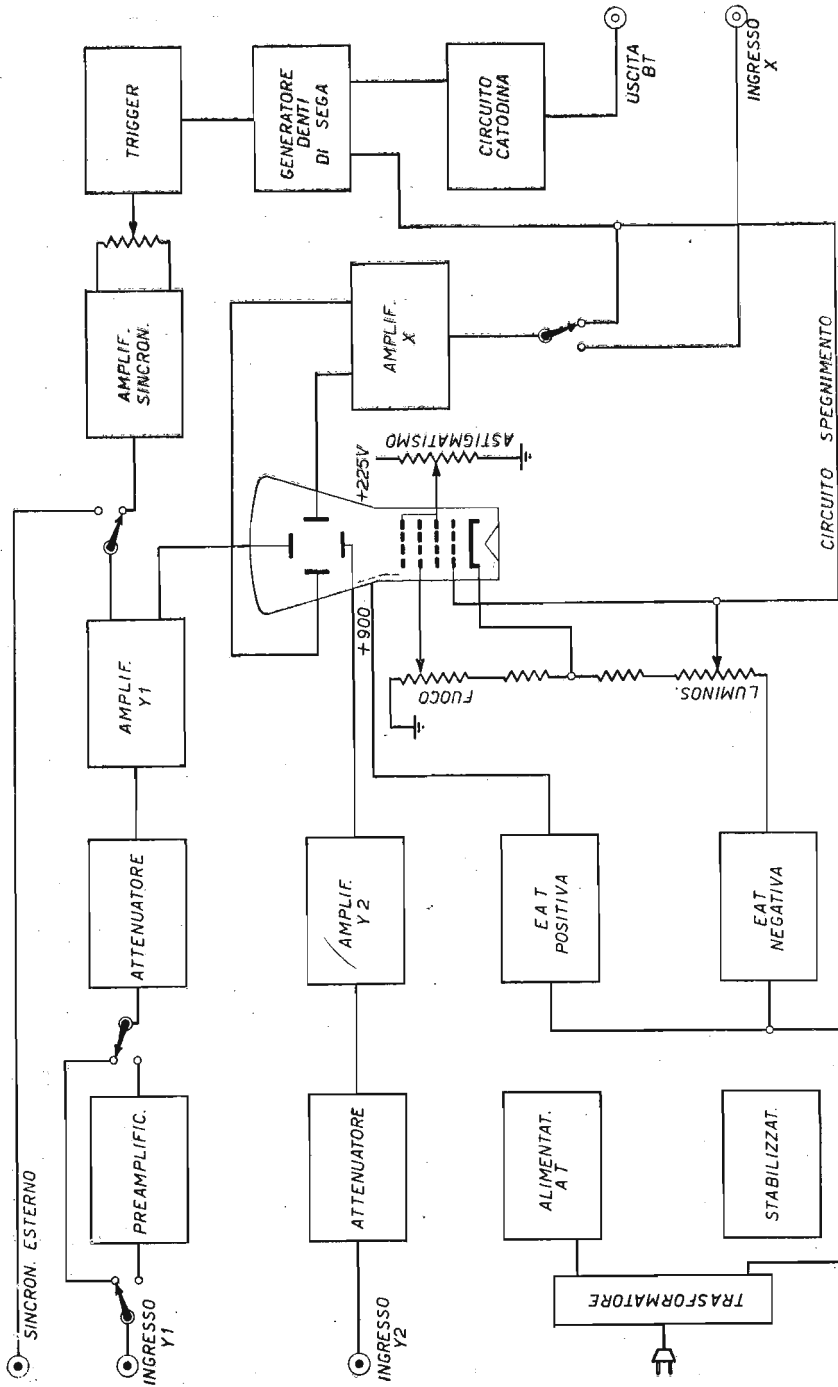 SINCRON. ESTERNO
INGRESSO
Y1
PREAMPLIFIC.
ATTENUATORE
AMPLIF.
Y1
AMPLIF.
SINCRON.
TRIGGER
INGRESSO
Y2
ATTENUATORE
AMPLIF.
Y2
+900
+225V
ASTIGMATISMO
FUOCO
LUMINOS.
AMPLIF.
X
GENERATORE
DENTI
DI SEGA
CIRCUITO
CATODINA
USCITA
BT
INGRESSO
X
TRASFORMATORE
ALIMENTAT.
AT
STABILIZZAT.
EAT
POSITIVA
EAT
NEGATIVA
CIRCUITO SPEGNIMENTO